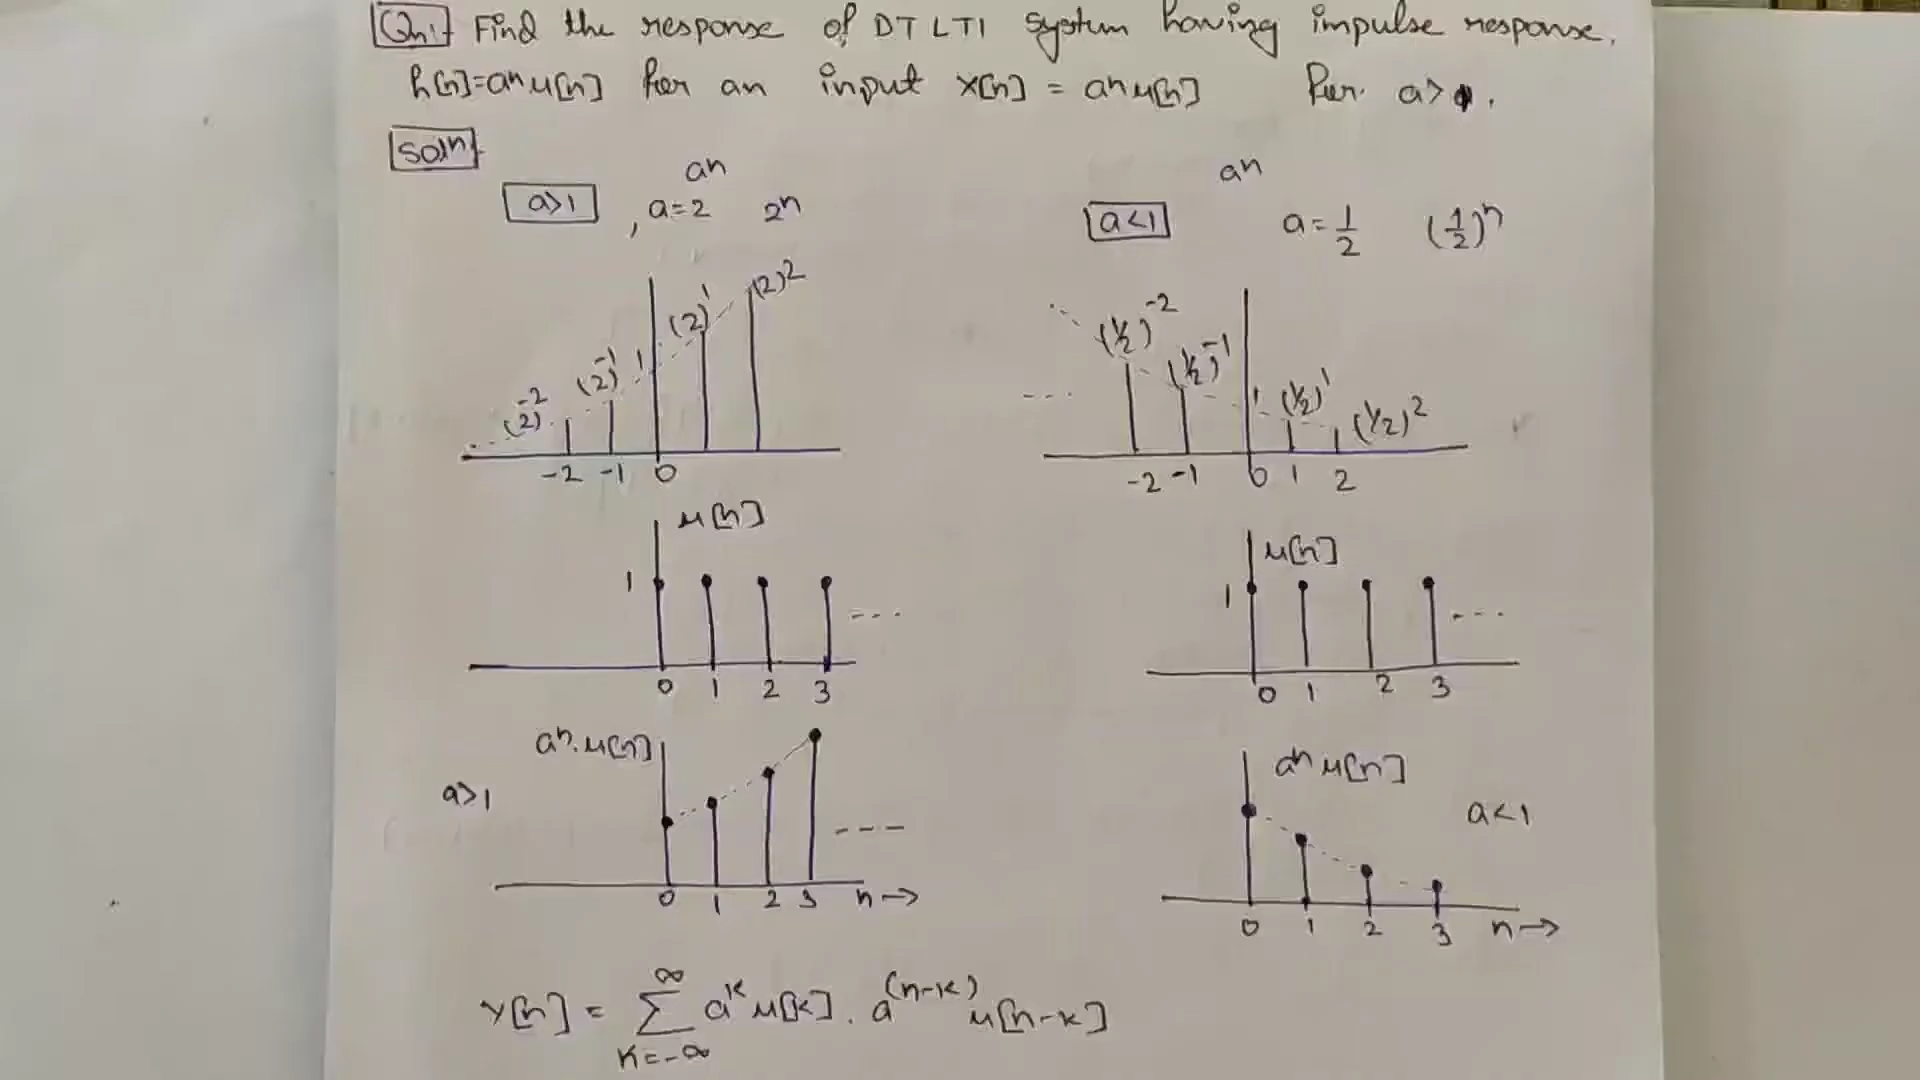 Qn:1 Find the response of DT LTI system having impulse response,
h[n]=aⁿu[n] for an input x[n] = aⁿu[n] for a>
Soln
aⁿ
a>1 , a=2 2ⁿ
(2)⁻² (2)⁻¹ 1 (2)¹ (2)²
-2 -1 0
u[n]
1 ---
0 1 2 3
aⁿ.u[n]
a>1 ----
0 1 2 3 n→
aⁿ
a<1 a=1/2 (1/2)ⁿ
---- (1/2)⁻² (1/2)⁻¹ 1 (1/2)¹ (1/2)²
-2 -1 0 1 2
u[n]
1 ----
0 1 2 3
aⁿu[n]
a<1
0 1 2 3 n→
y[n] = ∞Σk=-∞ aᵏu[k] . a⁽ⁿ⁻ᵏ⁾u[n-k]